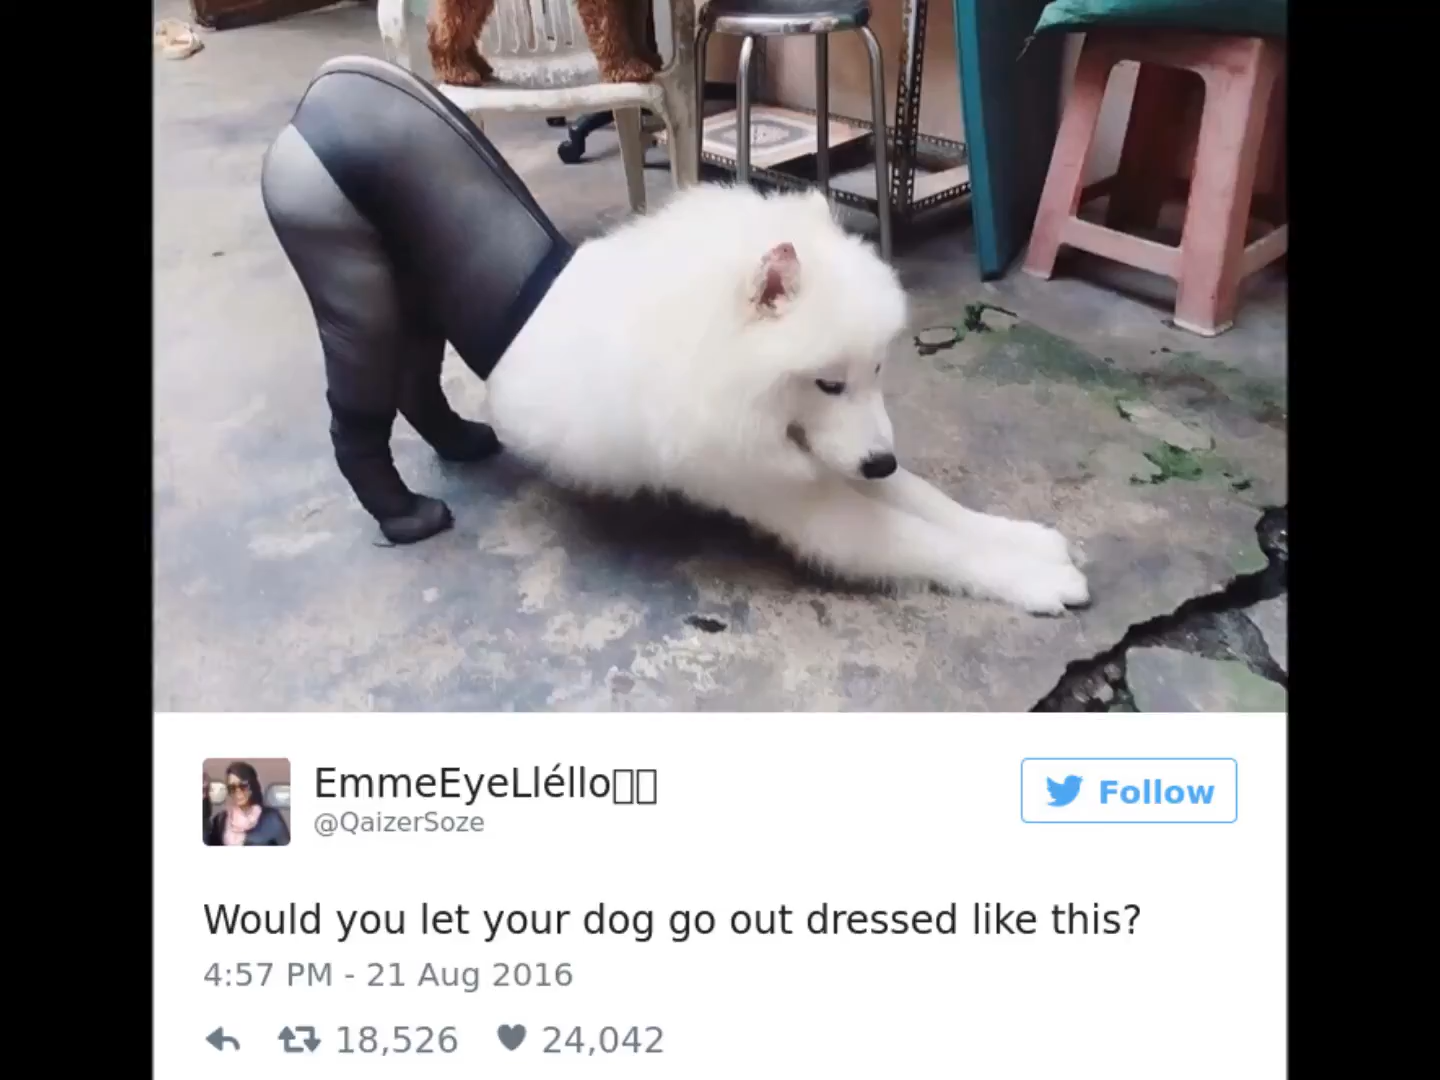 EmmeEyeLléllo
@QaizerSoze
Follow
Would you let your dog go out dressed like this?
4:57 PM - 21 Aug 2016
18,526 24,042